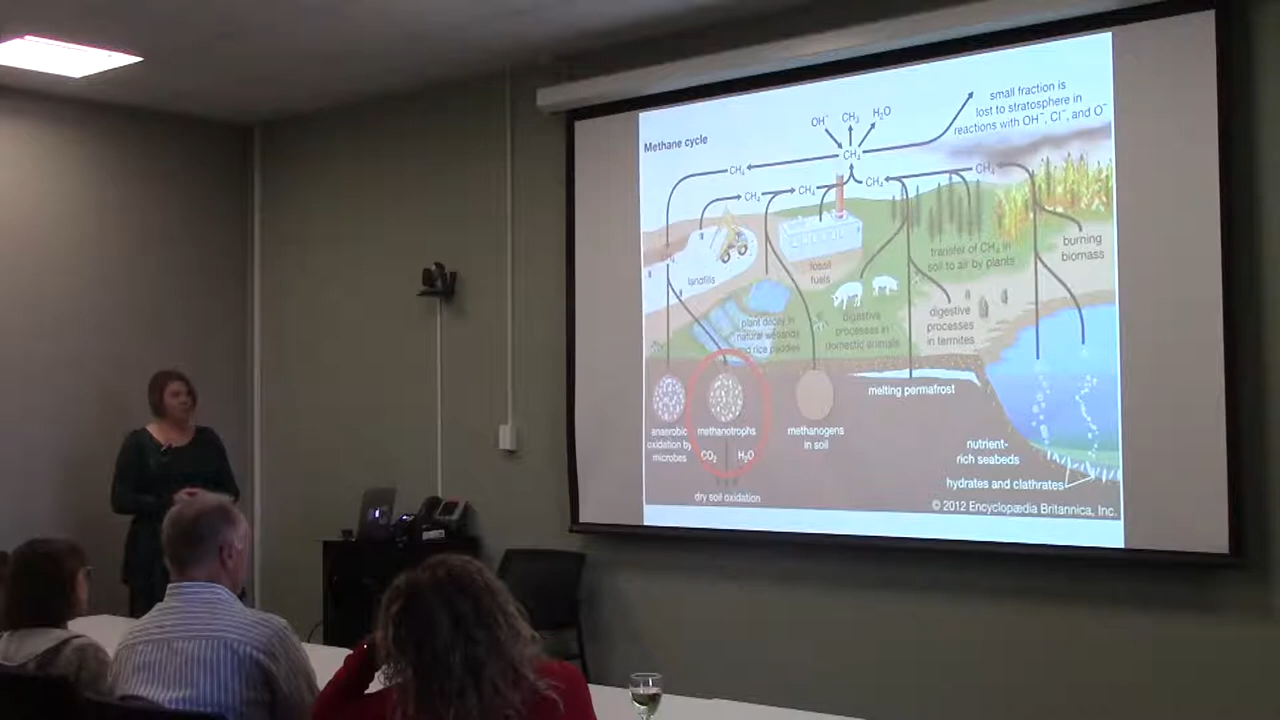 Methane cycle
small fraction is
lost to stratosphere in
reactions with OH⁻, Cl⁻, and O⁻
OH⁻
CH₃
H₂O
CH₄
CH₄
CH₄
CH₄
CH₄
CH₄
landfills
fossil
fuels
transfer of CH₄ in
soil to air by plants
burning
biomass
plant decay in
natural wetlands
and rice paddies
digestive
processes in
domestic animals
digestive
processes
in termites
melting permafrost
anaerobic
oxidation by
microbes
methanotrophs
CO₂
H₂O
dry soil oxidation
methanogens
in soil
nutrient-
rich seabeds
hydrates and clathrates
© 2012 Encyclopædia Britannica, Inc.